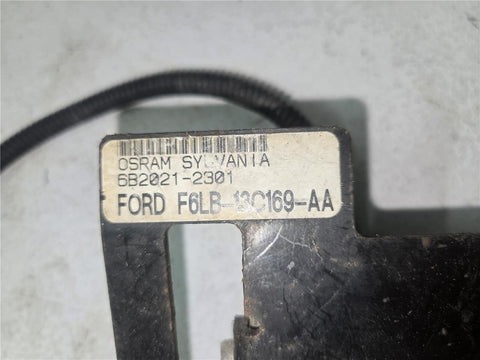 OSRAM SYLVANIA
6B2021-2301
FORD F6LB-13C169-AA